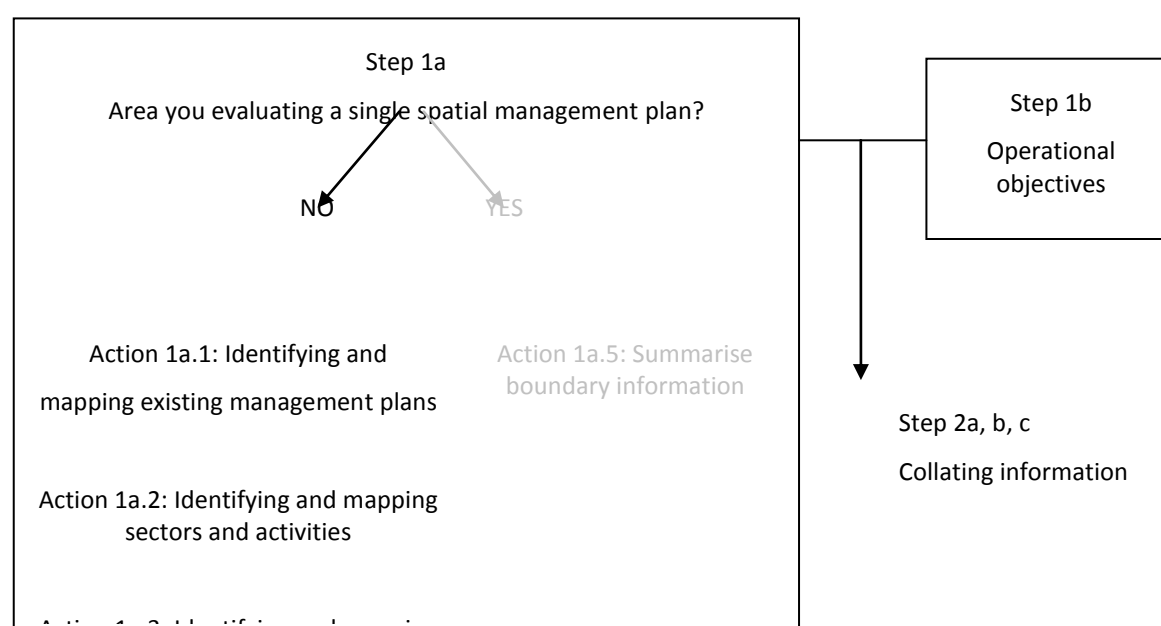 Step 1a
Area you evaluating a single spatial management plan?
NO
YES
Action 1a.1: Identifying and
mapping existing management plans
Action 1a.2: Identifying and mapping
sectors and activities
Action 1a.5: Summarise
boundary information
Step 1b
Operational
objectives
Step 2a, b, c
Collating information